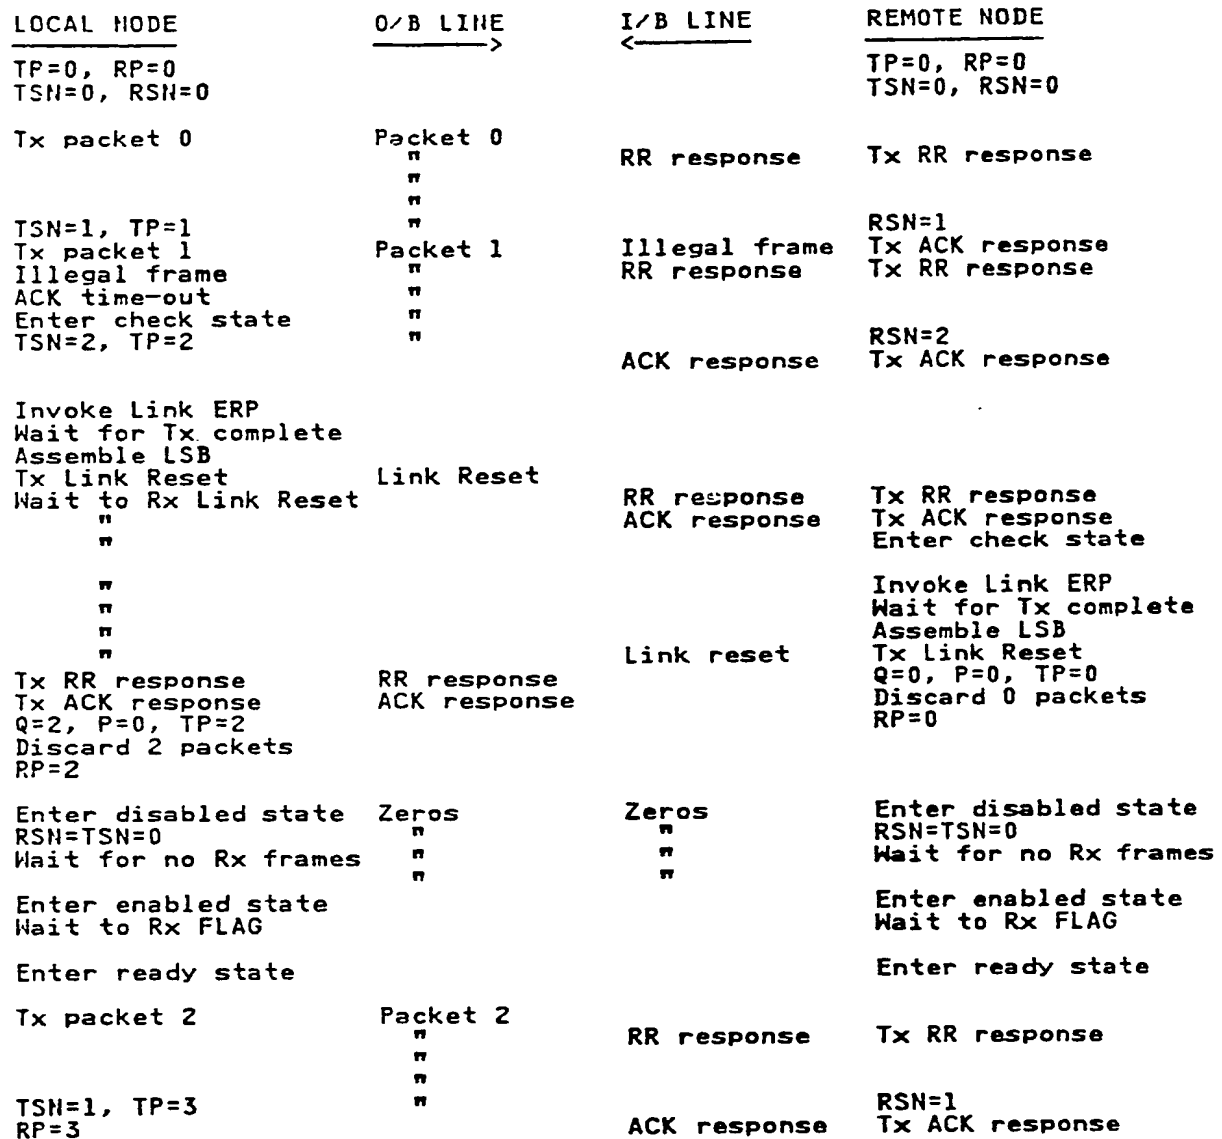 LOCAL NODE O/B LINE I/B LINE REMOTE NODE
-----> <-----
TP=0, RP=0 TP=0, RP=0
TSN=0, RSN=0 TSN=0, RSN=0
Tx packet 0 Packet 0
" RR response Tx RR response
"
"
TSN=1, TP=1 " RSN=1
Tx packet 1 Packet 1 Illegal frame Tx ACK response
Illegal frame " RR response Tx RR response
ACK time-out "
Enter check state "
TSN=2, TP=2 " RSN=2
ACK response Tx ACK response
Invoke Link ERP
Wait for Tx complete
Assemble LSB
Tx Link Reset Link Reset
Wait to Rx Link Reset RR response Tx RR response
" ACK response Tx ACK response
" Enter check state
" Invoke Link ERP
" Wait for Tx complete
" Assemble LSB
" Link reset Tx Link Reset
Tx RR response RR response Q=0, P=0, TP=0
Tx ACK response ACK response Discard 0 packets
Q=2, P=0, TP=2 RP=0
Discard 2 packets
RP=2
Enter disabled state Zeros Zeros Enter disabled state
RSN=TSN=0 " " RSN=TSN=0
Wait for no Rx frames " " Wait for no Rx frames
" "
Enter enabled state Enter enabled state
Wait to Rx FLAG Wait to Rx FLAG
Enter ready state Enter ready state
Tx packet 2 Packet 2
" RR response Tx RR response
"
"
TSN=1, TP=3 " RSN=1
RP=3 ACK response Tx ACK response